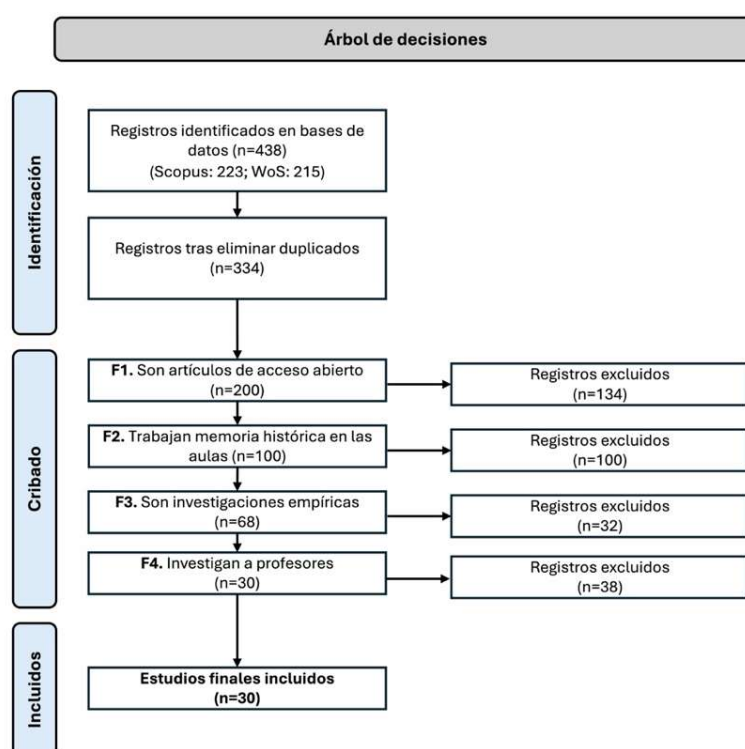 Árbol de decisiones
Identificación
Registros identificados en bases de
datos (n=438)
(Scopus: 223; WoS: 215)
Registros tras eliminar duplicados
(n=334)
Cribado
F1. Son artículos de acceso abierto
(n=200)
Registros excluidos
(n=134)
F2. Trabajan memoria histórica en las
aulas (n=100)
Registros excluidos
(n=100)
F3. Son investigaciones empíricas
(n=68)
Registros excluidos
(n=32)
F4. Investigan a profesores
(n=30)
Registros excluidos
(n=38)
Incluidos
Estudios finales incluidos
(n=30)